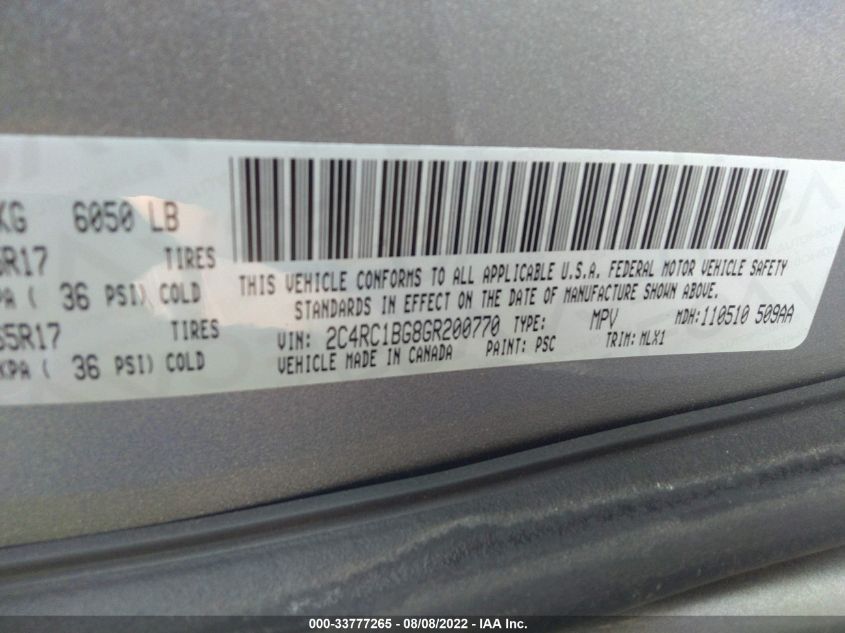 KG 6050 LB
5R17 TIRES
PA ( 36 PSI) COLD
65R17 TIRES
KPA ( 36 PSI) COLD
THIS VEHICLE CONFORMS TO ALL APPLICABLE U.S.A. FEDERAL MOTOR VEHICLE SAFETY
STANDARDS IN EFFECT ON THE DATE OF MANUFACTURE SHOWN ABOVE.
VIN: 2C4RC1BG8GR200770 TYPE: MPV MDH:110510 509AA
VEHICLE MADE IN CANADA PAINT: PSC TRIM: MLX1
000-33777265 - 08/08/2022 - IAA Inc.